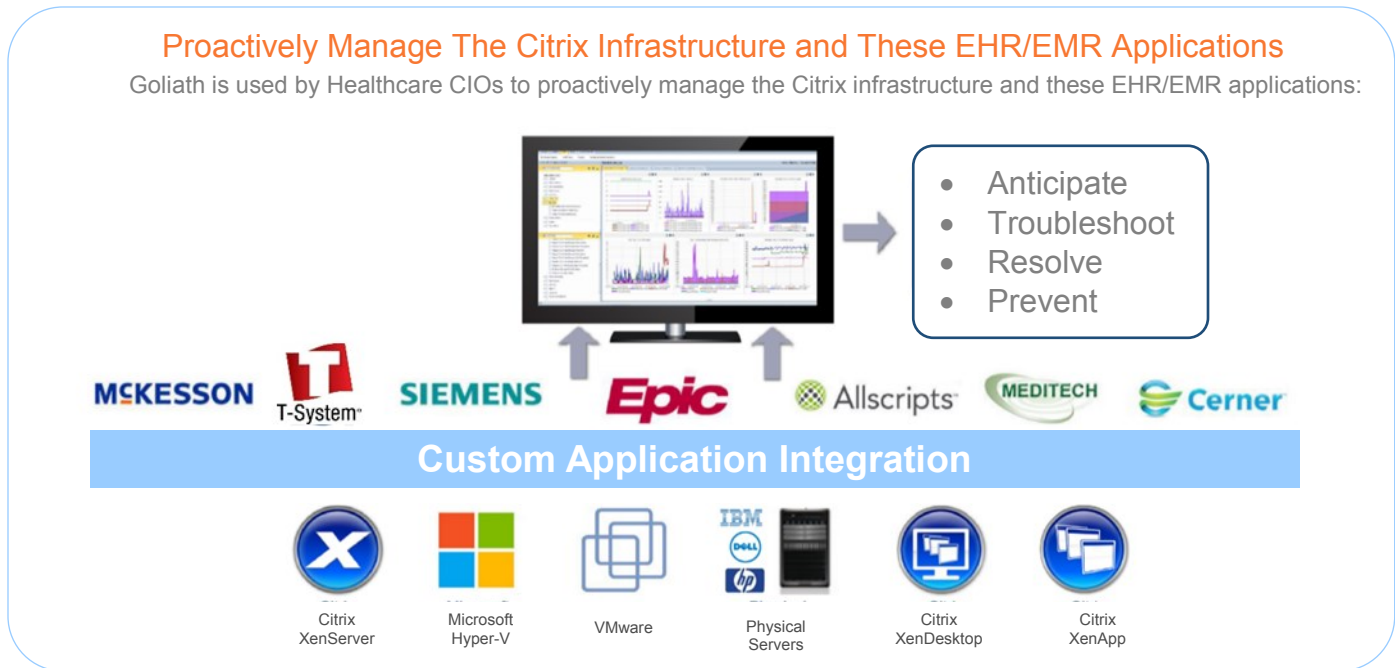 Proactively Manage The Citrix Infrastructure and These EHR/EMR Applications
Goliath is used by Healthcare CIOs to proactively manage the Citrix infrastructure and these EHR/EMR applications:
• Anticipate
• Troubleshoot
• Resolve
• Prevent
MCKESSON
T-System
SIEMENS
Epic
Allscripts
MEDITECH
Cerner
Custom Application Integration
IBM
DELL
hp
Citrix
XenServer
Microsoft
Hyper-V
VMware
Physical
Servers
Citrix
XenDesktop
Citrix
XenApp